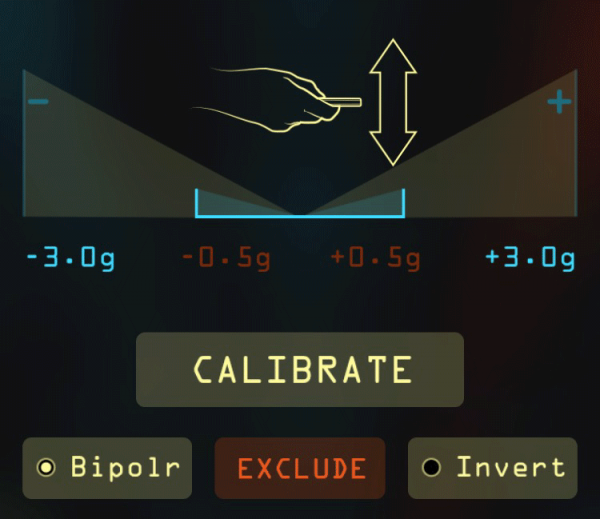 - +
-3.0g -0.5g +0.5g +3.0g
CALIBRATE
Bipolr EXCLUDE Invert